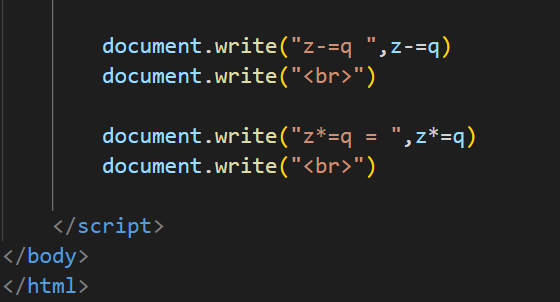 document.write("z-=q ",z-=q)
document.write("<br>")
document.write("z*=q = ",z*=q)
document.write("<br>")
</script>
</body>
</html>